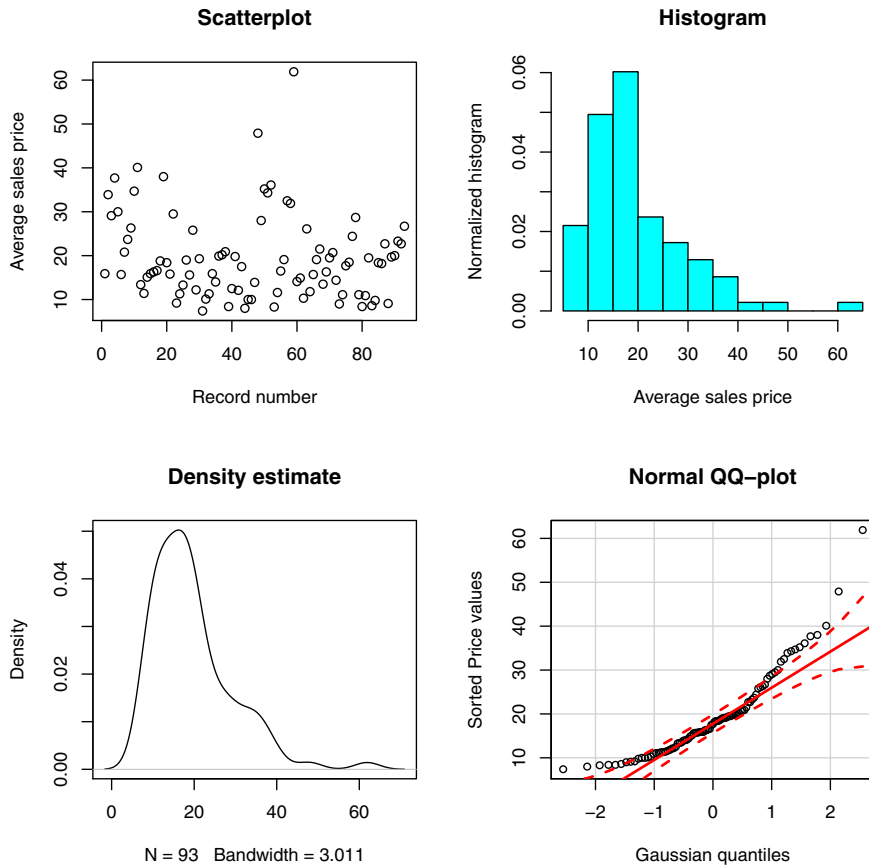 Scatterplot
Average sales price
60
50
40
30
20
10
0 20 40 60 80
Record number
Histogram
Normalized histogram
0.06
0.04
0.02
0.00
10 20 30 40 50 60
Average sales price
Density estimate
Density
0.04
0.02
0.00
0 20 40 60
N = 93 Bandwidth = 3.011
Normal QQ−plot
Sorted Price values
60
50
40
30
20
10
−2 −1 0 1 2
Gaussian quantiles